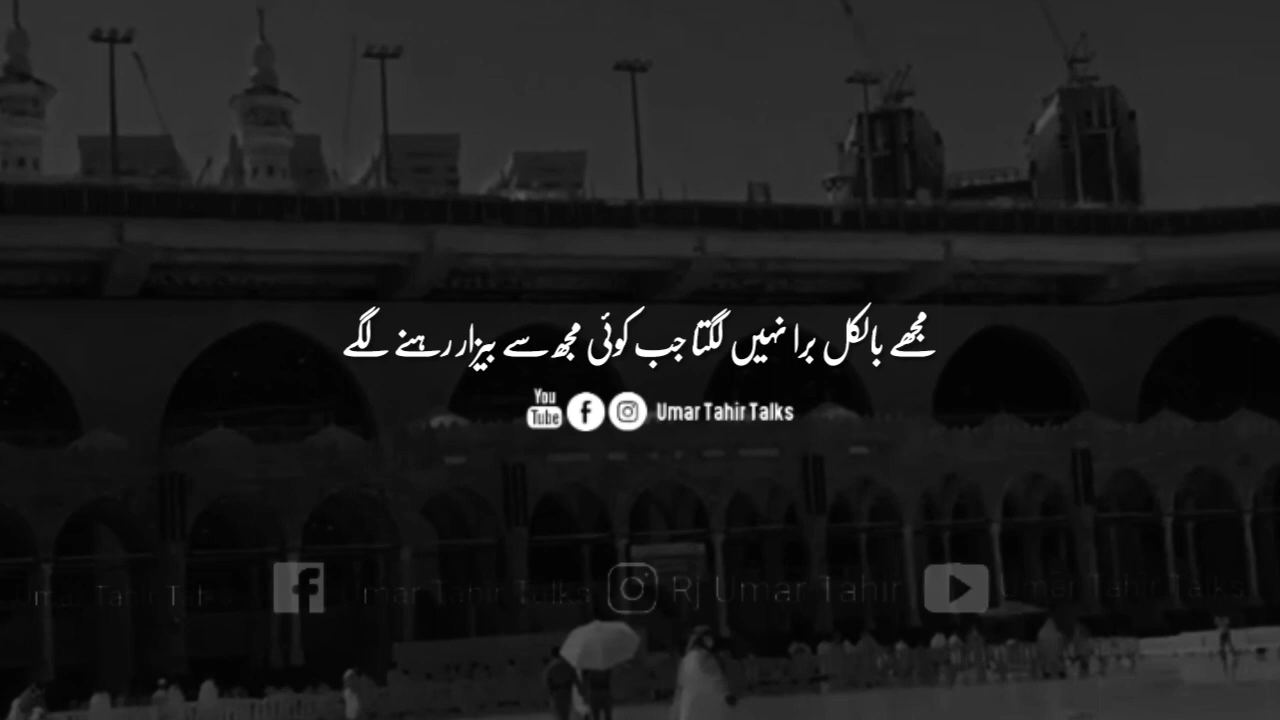 مجھے بالکل برا نہیں لگتا جب کوئی مجھ سے بیزار رہنے لگے
You Tube Umar Tahir Talks
Umar Tahir Talks Umar Tahir Talks Rj Umar Tahir Umar Tahir Talks